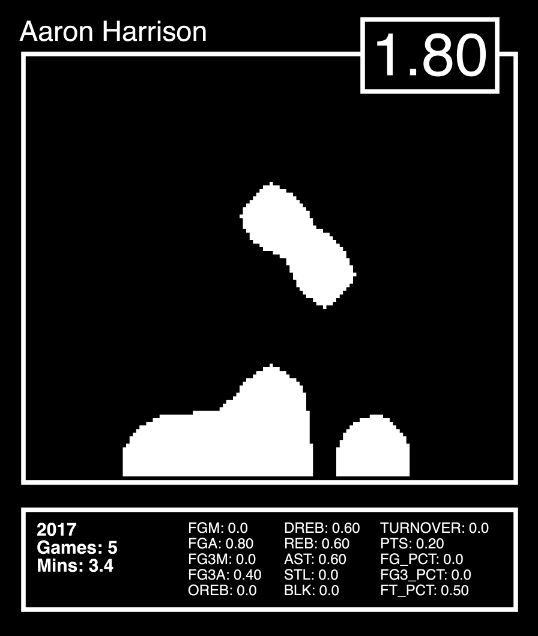 Aaron Harrison
1.80
2017
Games: 5
Mins: 3.4
FGM: 0.0
FGA: 0.80
FG3M: 0.0
FG3A: 0.40
OREB: 0.0
DREB: 0.60
REB: 0.60
AST: 0.60
STL: 0.0
BLK: 0.0
TURNOVER: 0.0
PTS: 0.20
FG_PCT: 0.0
FG3_PCT: 0.0
FT_PCT: 0.50